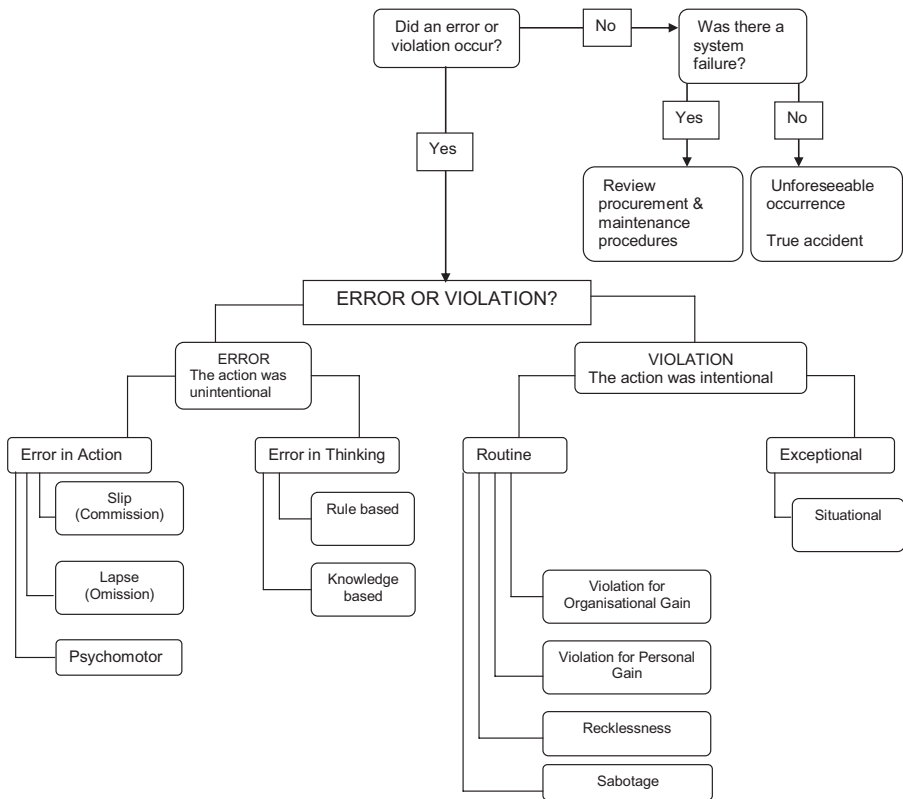 Did an error or
violation occur?
No
Was there a
system
failure?
Yes
Yes
No
Review
procurement &
maintenance
procedures
Unforeseeable
occurrence
True accident
ERROR OR VIOLATION?
ERROR
The action was
unintentional
VIOLATION
The action was intentional
Error in Action
Error in Thinking
Routine
Exceptional
Slip
(Commission)
Rule based
Situational
Lapse
(Omission)
Knowledge
based
Violation for
Organisational Gain
Psychomotor
Violation for Personal
Gain
Recklessness
Sabotage